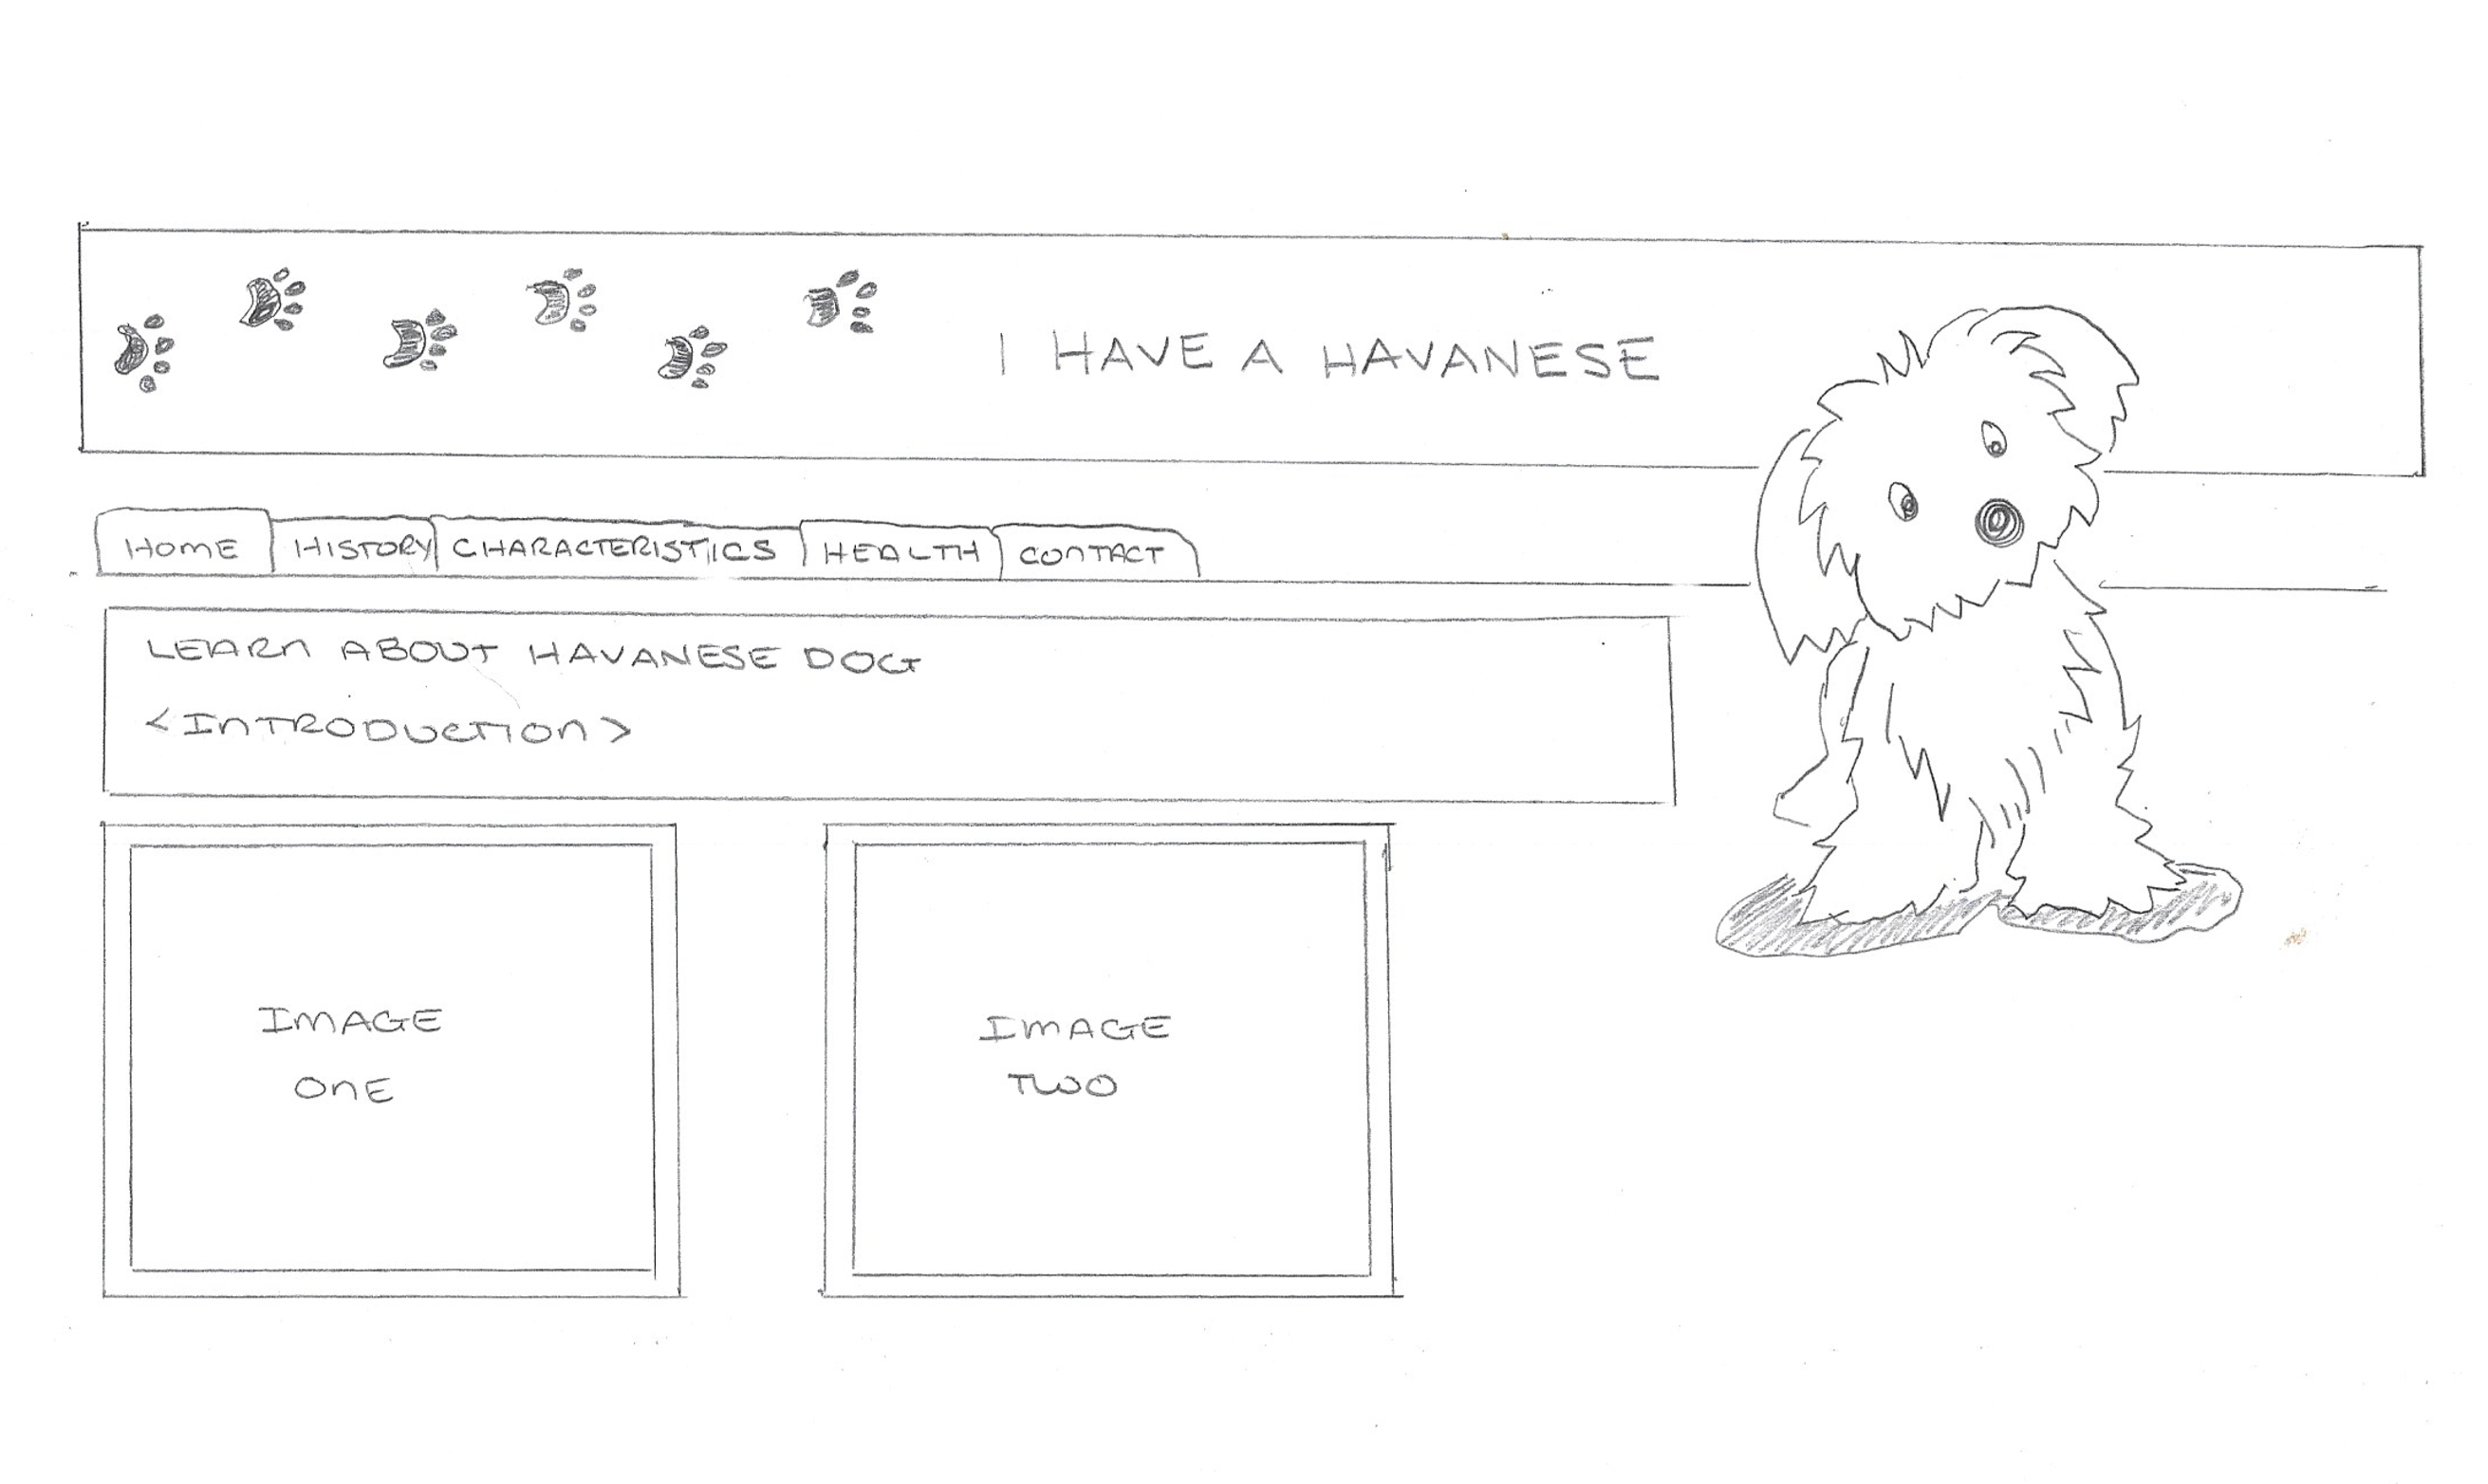 I HAVE A HAVANESE
HOME HISTORY CHARACTERISTICS HEALTH CONTACT
LEARN ABOUT HAVANESE DOG
<INTRODUCTION>
IMAGE
ONE
IMAGE
TWO